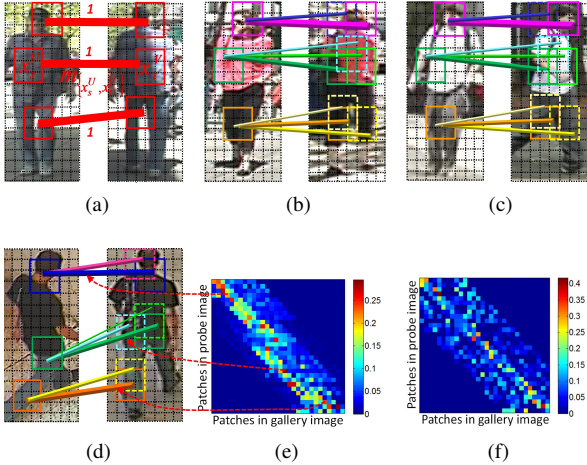 1
1
1
(a)
(b)
(c)
Patches in probe image
0.25
0.2
0.15
0.1
0.05
0
Patches in gallery image
Patches in probe image
0.4
0.35
0.3
0.25
0.2
0.15
0.1
0.05
0
Patches in gallery image
(d)
(e)
(f)